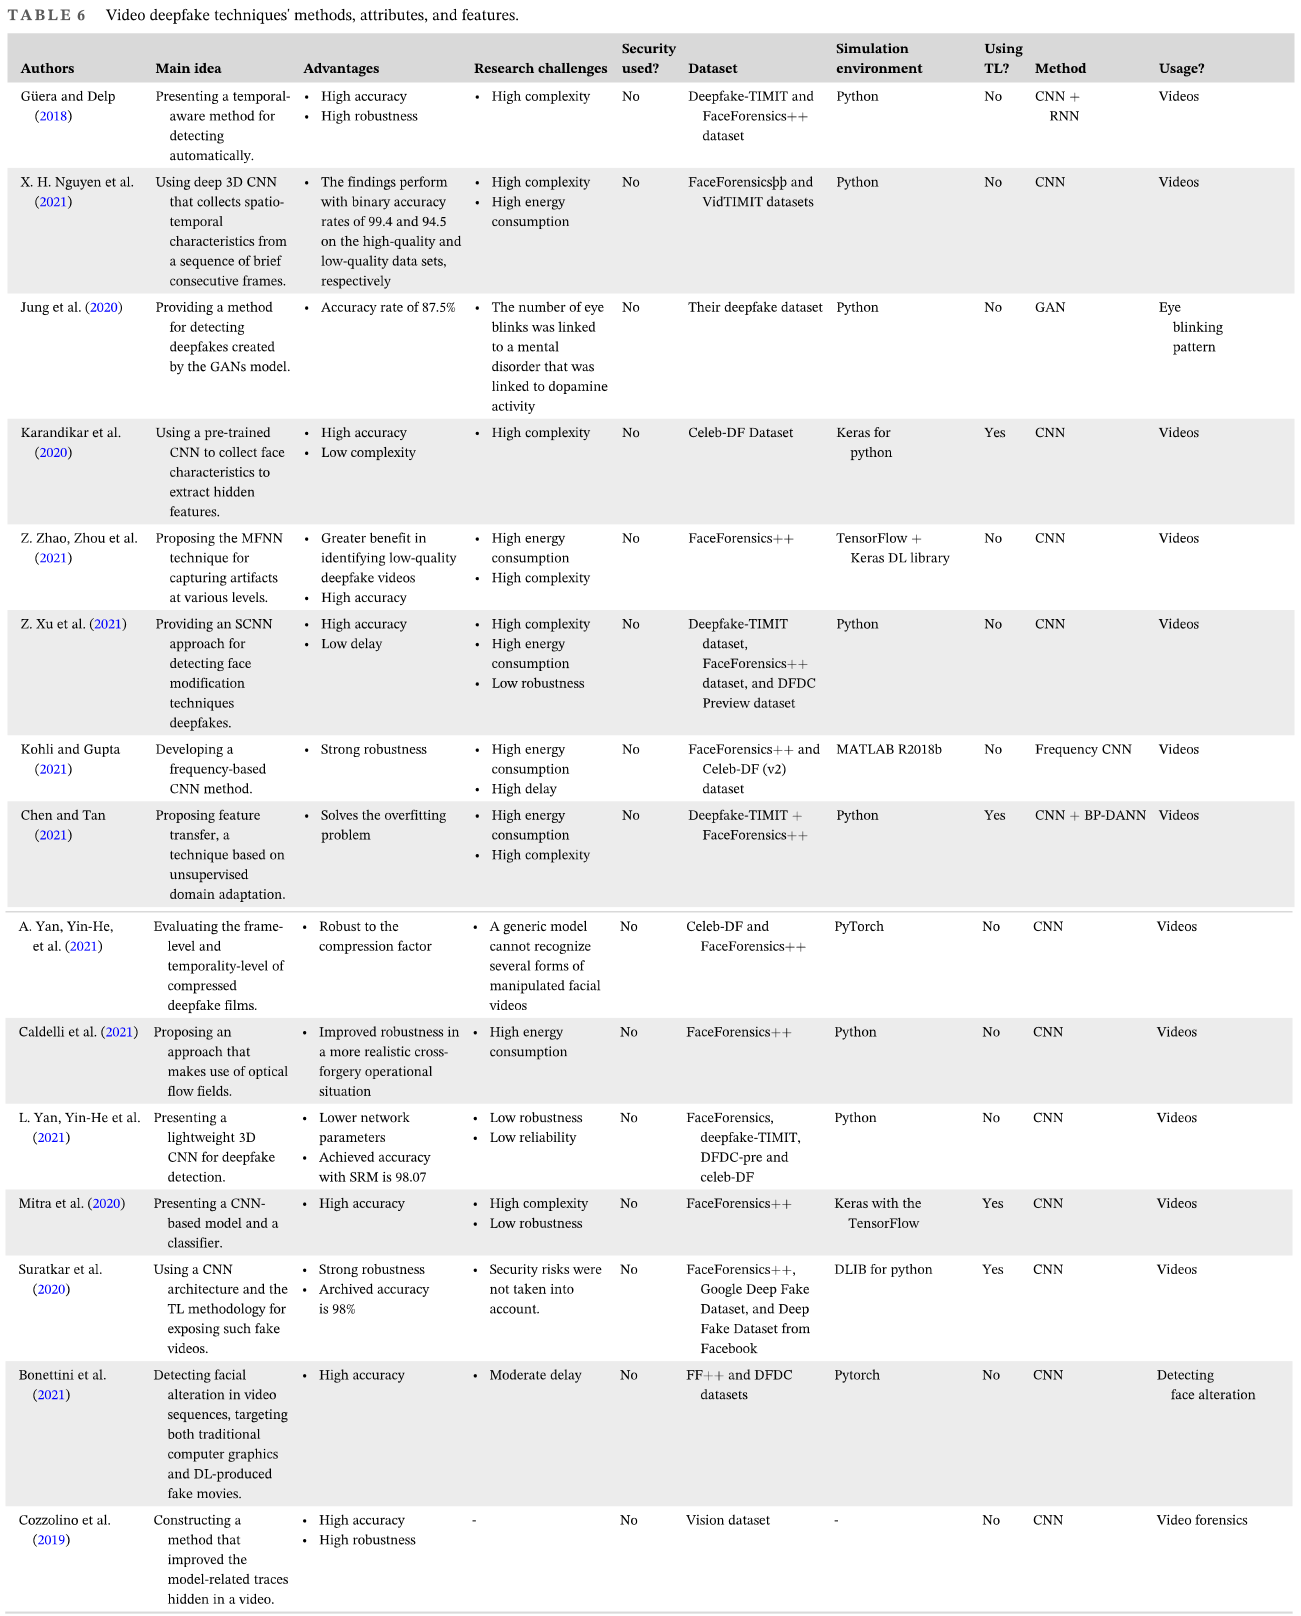 TABLE 6 Video deepfake techniques' methods, attributes, and features.
Authors Main idea Advantages Research challenges Security used? Dataset Simulation environment Using TL? Method Usage?
Güera and Delp (2018) Presenting a temporal-aware method for detecting automatically. • High accuracy • High robustness • High complexity No Deepfake-TIMIT and FaceForensics++ dataset Python No CNN + RNN Videos
X. H. Nguyen et al. (2021) Using deep 3D CNN that collects spatio-temporal characteristics from a sequence of brief consecutive frames. • The findings perform with binary accuracy rates of 99.4 and 94.5 on the high-quality and low-quality data sets, respectively • High complexity • High energy consumption No FaceForensicsþþ and VidTIMIT datasets Python No CNN Videos
Jung et al. (2020) Providing a method for detecting deepfakes created by the GANs model. • Accuracy rate of 87.5% • The number of eye blinks was linked to a mental disorder that was linked to dopamine activity No Their deepfake dataset Python No GAN Eye blinking pattern
Karandikar et al. (2020) Using a pre-trained CNN to collect face characteristics to extract hidden features. • High accuracy • Low complexity • High complexity No Celeb-DF Dataset Keras for python Yes CNN Videos
Z. Zhao, Zhou et al. (2021) Proposing the MFNN technique for capturing artifacts at various levels. • Greater benefit in identifying low-quality deepfake videos • High accuracy • High energy consumption • High complexity No FaceForensics++ TensorFlow + Keras DL library No CNN Videos
Z. Xu et al. (2021) Providing an SCNN approach for detecting face modification techniques deepfakes. • High accuracy • Low delay • High complexity • High energy consumption • Low robustness No Deepfake-TIMIT dataset, FaceForensics++ dataset, and DFDC Preview dataset Python No CNN Videos
Kohli and Gupta (2021) Developing a frequency-based CNN method. • Strong robustness • High energy consumption • High delay No FaceForensics++ and Celeb-DF (v2) dataset MATLAB R2018b No Frequency CNN Videos
Chen and Tan (2021) Proposing feature transfer, a technique based on unsupervised domain adaptation. • Solves the overfitting problem • High energy consumption • High complexity No Deepfake-TIMIT + FaceForensics++ Python Yes CNN + BP-DANN Videos
A. Yan, Yin-He, et al. (2021) Evaluating the frame-level and temporality-level of compressed deepfake films. • Robust to the compression factor • A generic model cannot recognize several forms of manipulated facial videos No Celeb-DF and FaceForensics++ PyTorch No CNN Videos
Caldelli et al. (2021) Proposing an approach that makes use of optical flow fields. • Improved robustness in a more realistic cross-forgery operational situation • High energy consumption No FaceForensics++ Python No CNN Videos
L. Yan, Yin-He et al. (2021) Presenting a lightweight 3D CNN for deepfake detection. • Lower network parameters • Achieved accuracy with SRM is 98.07 • Low robustness • Low reliability No FaceForensics, deepfake-TIMIT, DFDC-pre and celeb-DF Python No CNN Videos
Mitra et al. (2020) Presenting a CNN-based model and a classifier. • High accuracy • High complexity • Low robustness No FaceForensics++ Keras with the TensorFlow Yes CNN Videos
Suratkar et al. (2020) Using a CNN architecture and the TL methodology for exposing such fake videos. • Strong robustness • Archived accuracy is 98% • Security risks were not taken into account. No FaceForensics++, Google Deep Fake Dataset, and Deep Fake Dataset from Facebook DLIB for python Yes CNN Videos
Bonettini et al. (2021) Detecting facial alteration in video sequences, targeting both traditional computer graphics and DL-produced fake movies. • High accuracy • Moderate delay No FF++ and DFDC datasets Pytorch No CNN Detecting face alteration
Cozzolino et al. (2019) Constructing a method that improved the model-related traces hidden in a video. • High accuracy • High robustness - No Vision dataset - No CNN Video forensics